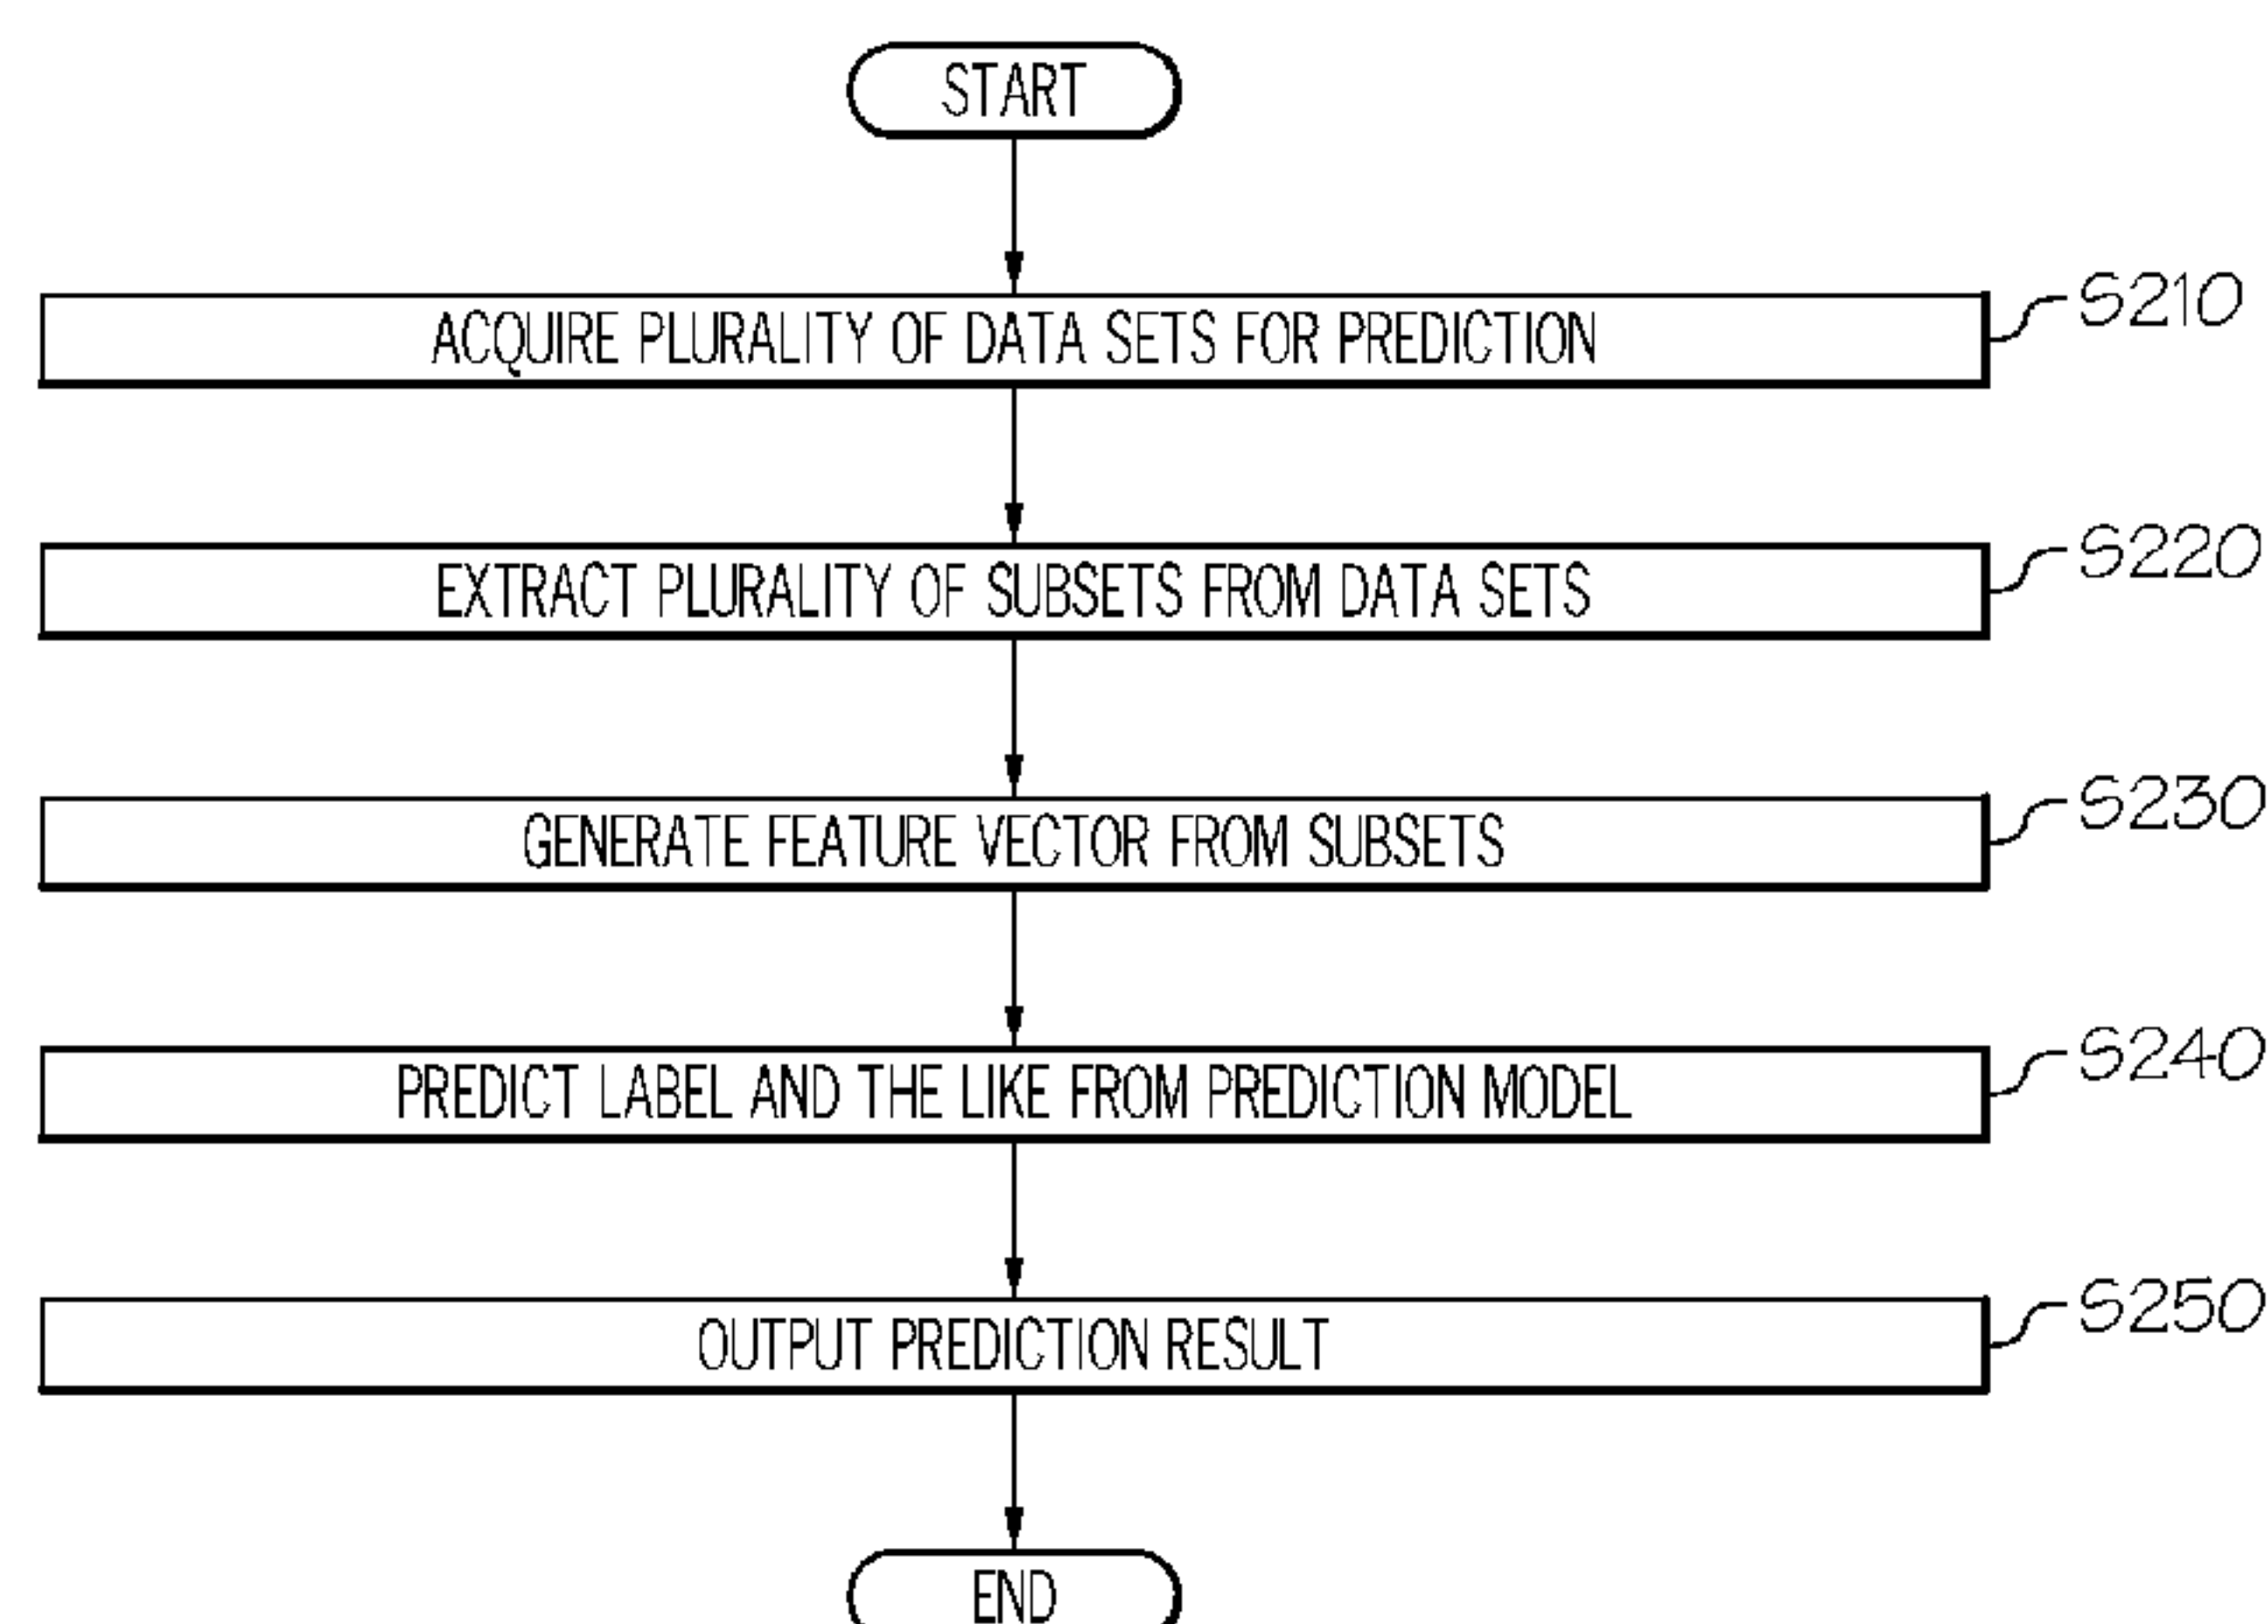 START
ACQUIRE PLURALITY OF DATA SETS FOR PREDICTION
S210
EXTRACT PLURALITY OF SUBSETS FROM DATA SETS
S220
GENERATE FEATURE VECTOR FROM SUBSETS
S230
PREDICT LABEL AND THE LIKE FROM PREDICTION MODEL
S240
OUTPUT PREDICTION RESULT
S250
END